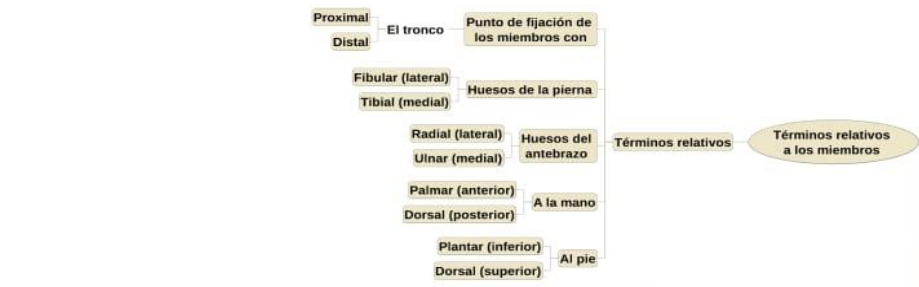 Proximal
Distal
El tronco
Punto de fijación de
los miembros con
Fibular (lateral)
Tibial (medial)
Huesos de la pierna
Radial (lateral)
Ulnar (medial)
Huesos del
antebrazo
Palmar (anterior)
Dorsal (posterior)
A la mano
Plantar (inferior)
Dorsal (superior)
Al pie
Términos relativos
Términos relativos
a los miembros